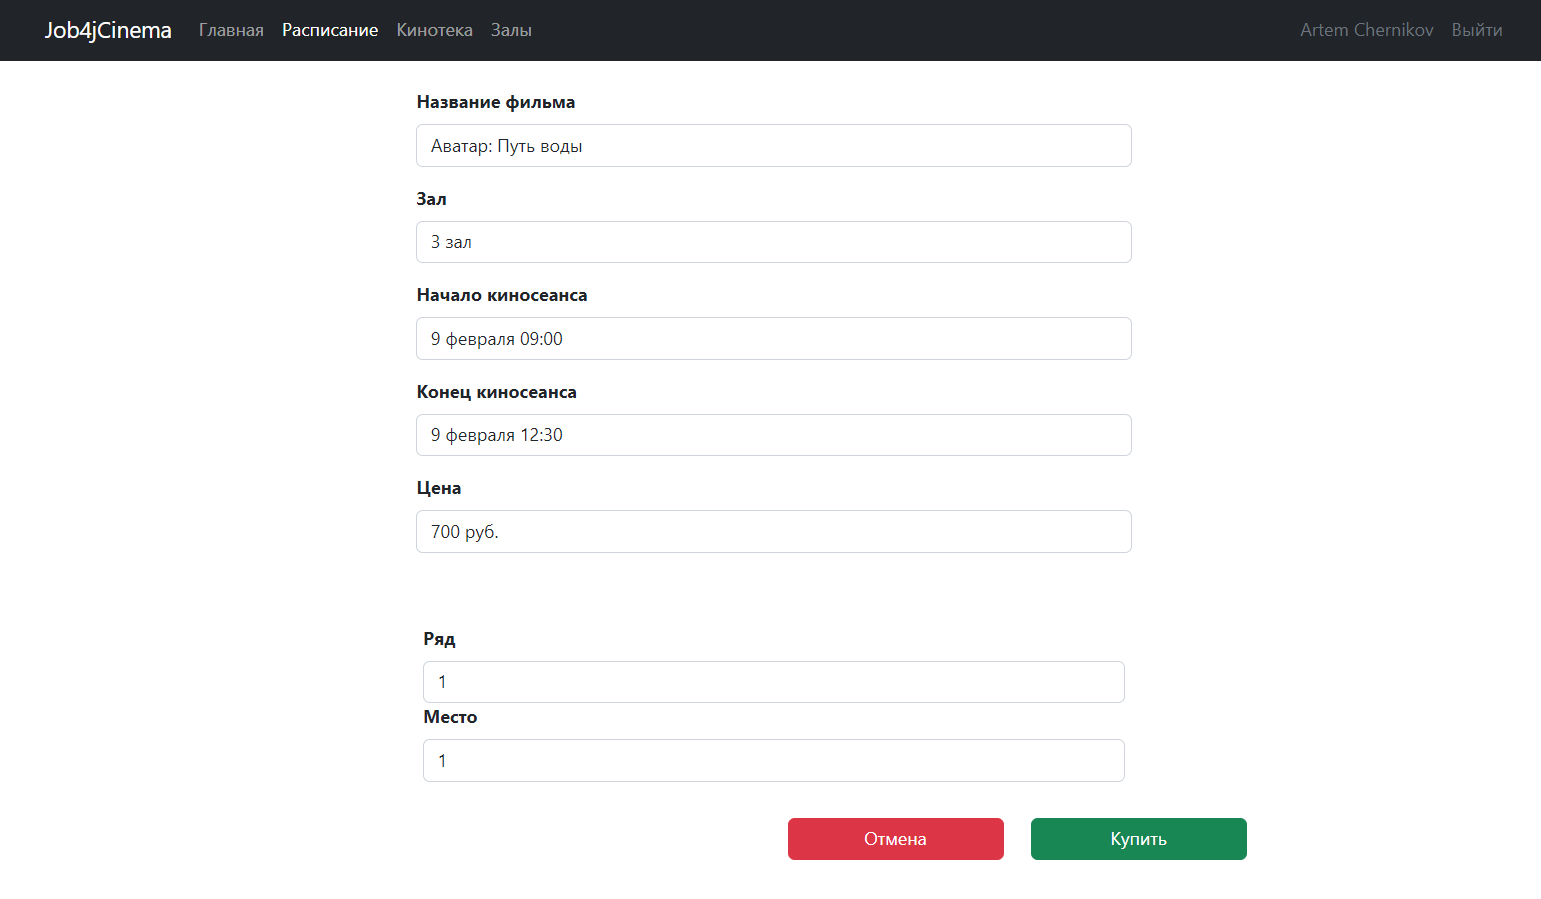 Job4jCinema Главная Расписание Кинотека Залы Artem Chernikov Выйти
Название фильма
Аватар: Путь воды
Зал
3 зал
Начало киносеанса
9 февраля 09:00
Конец киносеанса
9 февраля 12:30
Цена
700 руб.
Ряд
1
Место
1
Отмена Купить